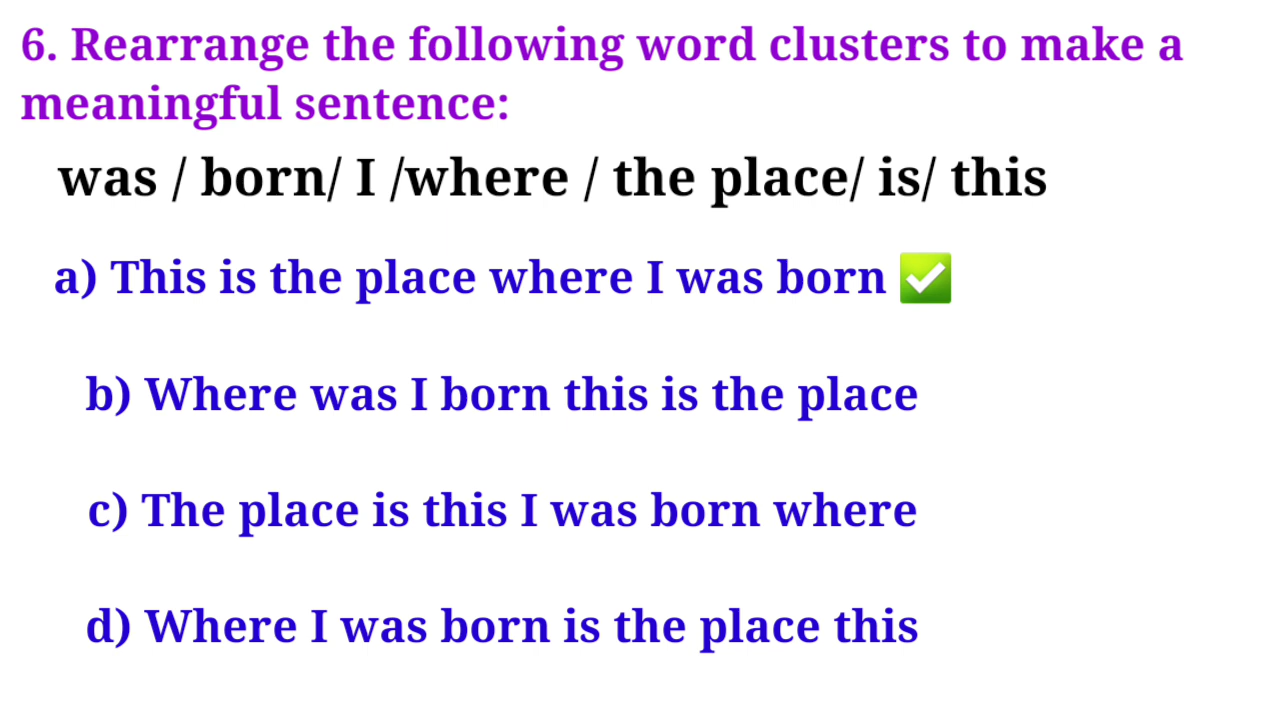 6. Rearrange the following word clusters to make a
meaningful sentence:
was / born/ I /where / the place/ is/ this
a) This is the place where I was born ✅
b) Where was I born this is the place
c) The place is this I was born where
d) Where I was born is the place this